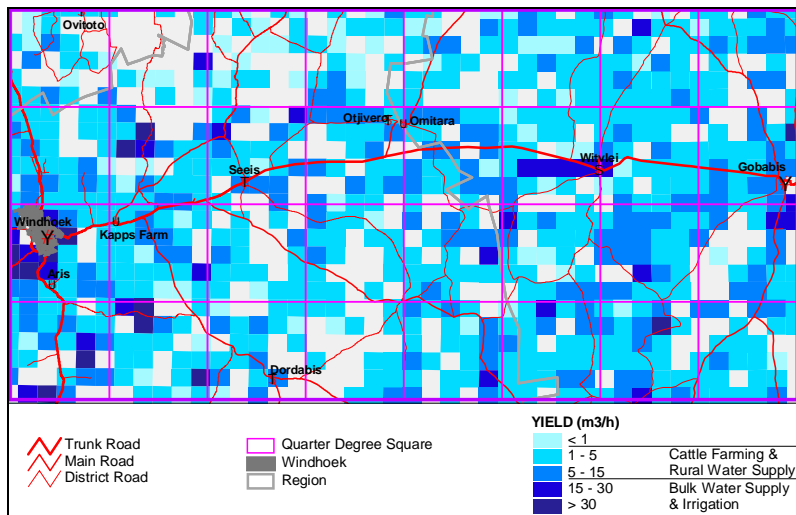 Ovitoto
Otjivero T U Omitara
Seeis
T
Witvlei
S
Gobabis
Y
Windhoek
Y
U
Kapps Farm
Aris
U
Dordabis
T
Trunk Road
Main Road
District Road
Quarter Degree Square
Windhoek
Region
YIELD (m3/h)
< 1
1 - 5 Cattle Farming &
5 - 15 Rural Water Supply
15 - 30 Bulk Water Supply
> 30 & Irrigation